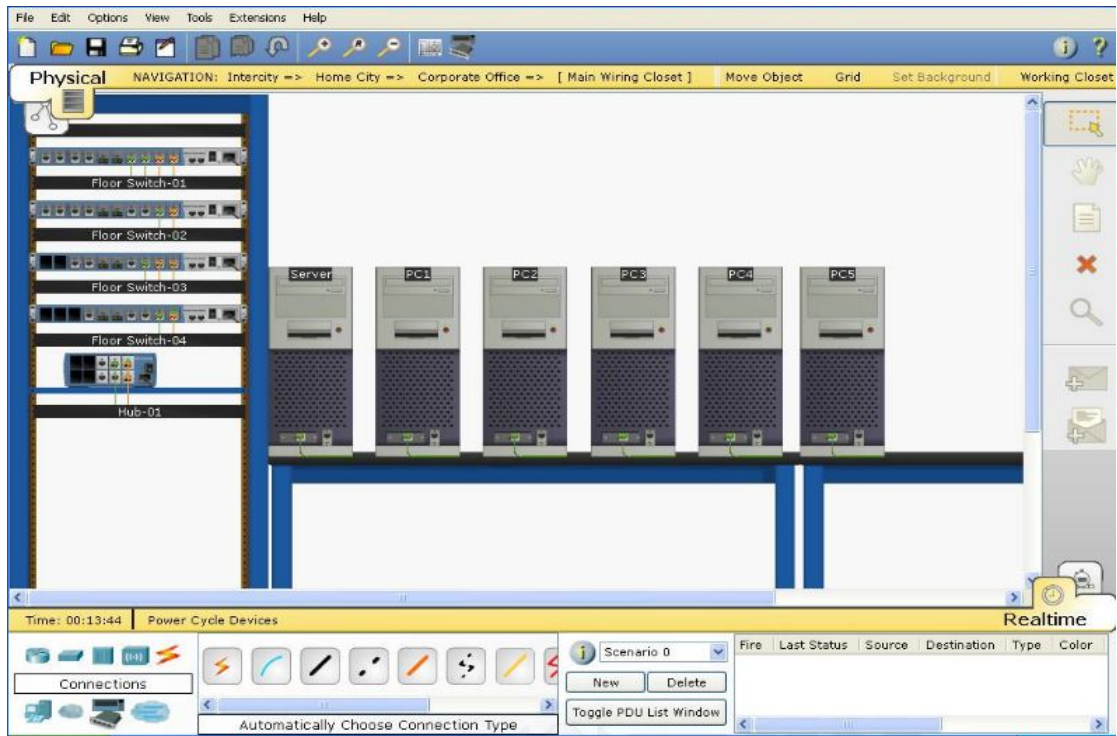 File Edit Options View Tools Extensions Help
Physical NAVIGATION: Intercity => Home City => Corporate Office => [ Main Wiring Closet ] Move Object Grid Set Background Working Closet
Floor Switch-01
Floor Switch-02
Floor Switch-03
Floor Switch-04
Hub-01
Server PC1 PC2 PC3 PC4 PC5
Time: 00:13:44 Power Cycle Devices Realtime
Connections
Automatically Choose Connection Type
Scenario 0
New Delete
Toggle PDU List Window
Fire Last Status Source Destination Type Color